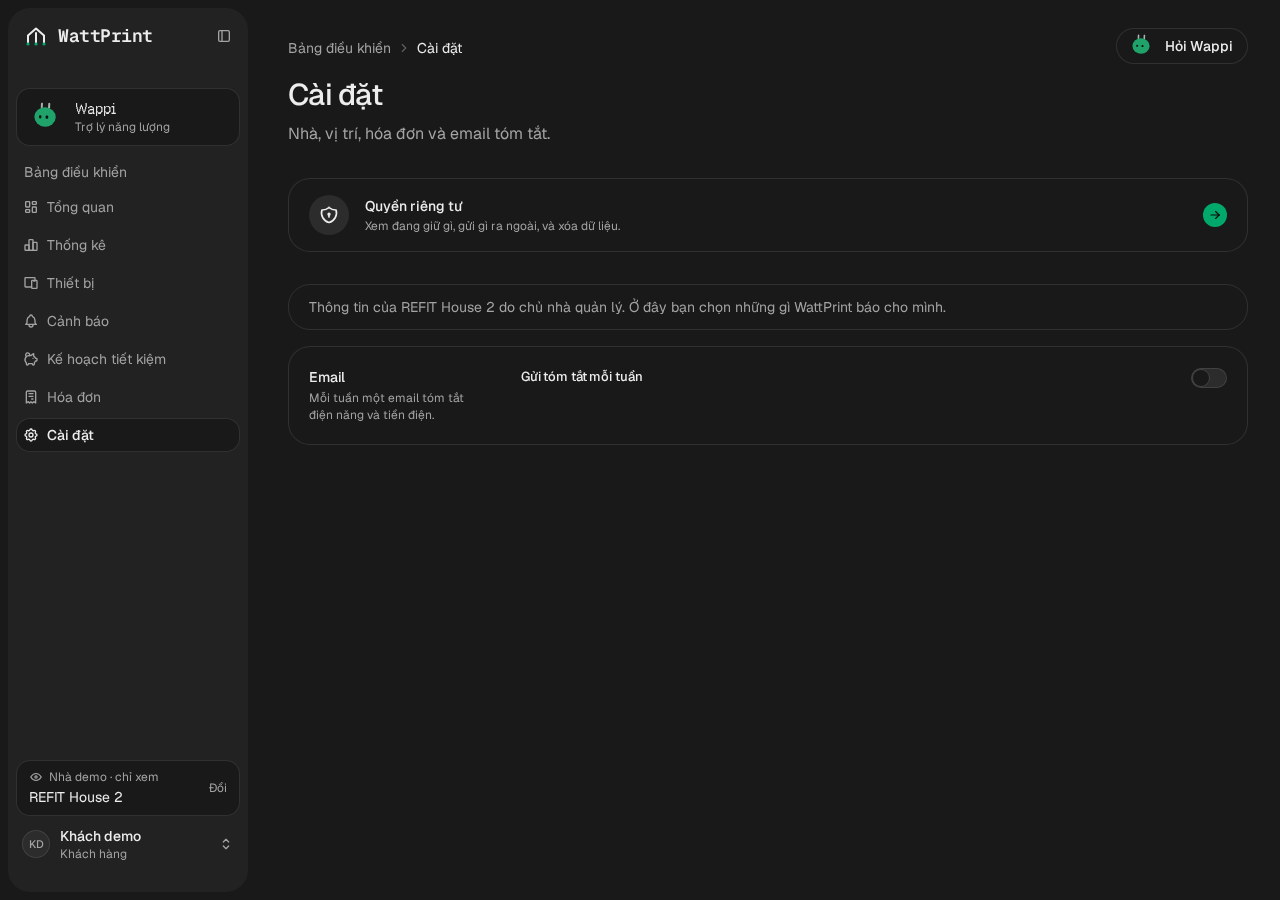 WattPrint
Wappi
Trợ lý năng lượng
Bảng điều khiển
Tổng quan
Thống kê
Thiết bị
Cảnh báo
Kế hoạch tiết kiệm
Hóa đơn
Cài đặt
Nhà demo · chỉ xem
REFIT House 2
Đổi
KD
Khách demo
Khách hàng
Bảng điều khiển > Cài đặt
Hỏi Wappi
Cài đặt
Nhà, vị trí, hóa đơn và email tóm tắt.
Quyền riêng tư
Xem đang giữ gì, gửi gì ra ngoài, và xóa dữ liệu.
Thông tin của REFIT House 2 do chủ nhà quản lý. Ở đây bạn chọn những gì WattPrint báo cho mình.
Email
Mỗi tuần một email tóm tắt
điện năng và tiền điện.
Gửi tóm tắt mỗi tuần